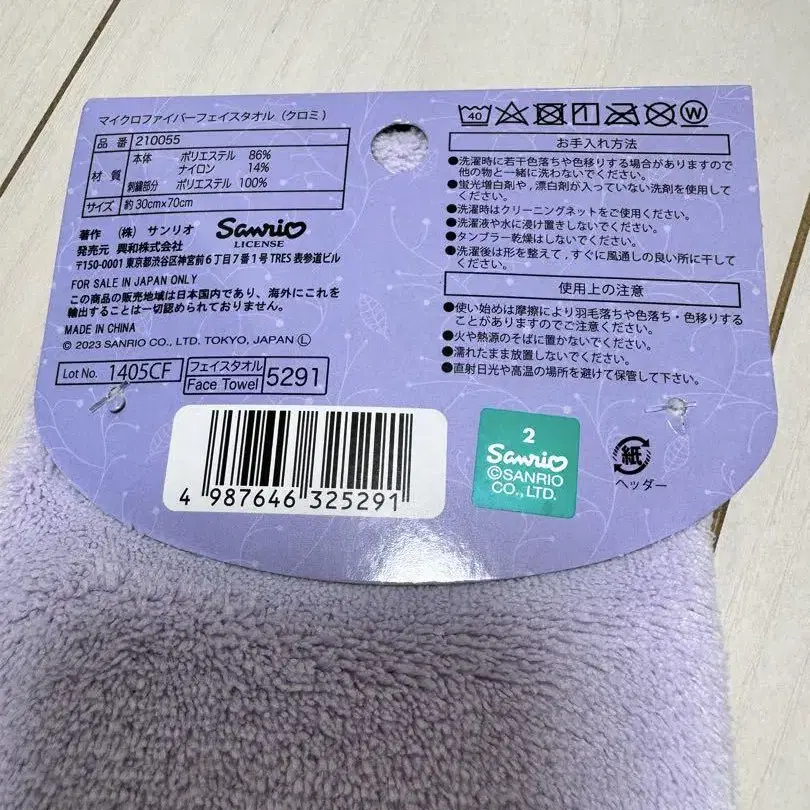 マイクロファイバーフェイスタオル (クロミ)
品 番 210055
材 質 本体 ポリエステル 86%
ナイロン 14%
刺繍部分 ポリエステル 100%
サイズ 約30cm×70cm
著作 (株) サンリオ
発売元 興和株式会社
Sanrio
LICENSE
〒150-0001 東京都渋谷区神宮前6丁目7番1号 TRES 表参道ビル
FOR SALE IN JAPAN ONLY
この商品の販売地域は日本国内であり、海外にこれを
輸出することは一切認められておりません。
MADE IN CHINA
© 2023 SANRIO CO., LTD. TOKYO, JAPAN Ⓛ
Lot No. 1405CF
フェイスタオル
Face Towel
5291
4 987646 325291
40 W
お手入れ方法
●洗濯時に若干色落ちや色移りする場合がありますので
他の物と一緒に洗わないでください。
●蛍光増白剤や、漂白剤が入っていない洗剤を使用して
ください。
●洗濯時はクリーニングネットをご使用ください。
●洗濯液や水に浸け置きしないでください。
●タンブラー乾燥はしないでください。
●洗濯後は形を整えて、すぐに風通しの良い所に干して
ください。
使用上の注意
●使い始めは摩擦により羽毛落ちや色落ち・色移りする
ことがありますのでご注意ください。
●火や熱源のそばに置かないでください。
●濡れたまま放置しないでください。
●直射日光や高温の場所を避けて保管して下さい。
2
Sanrio
©SANRIO
CO., LTD.
紙
ヘッダー